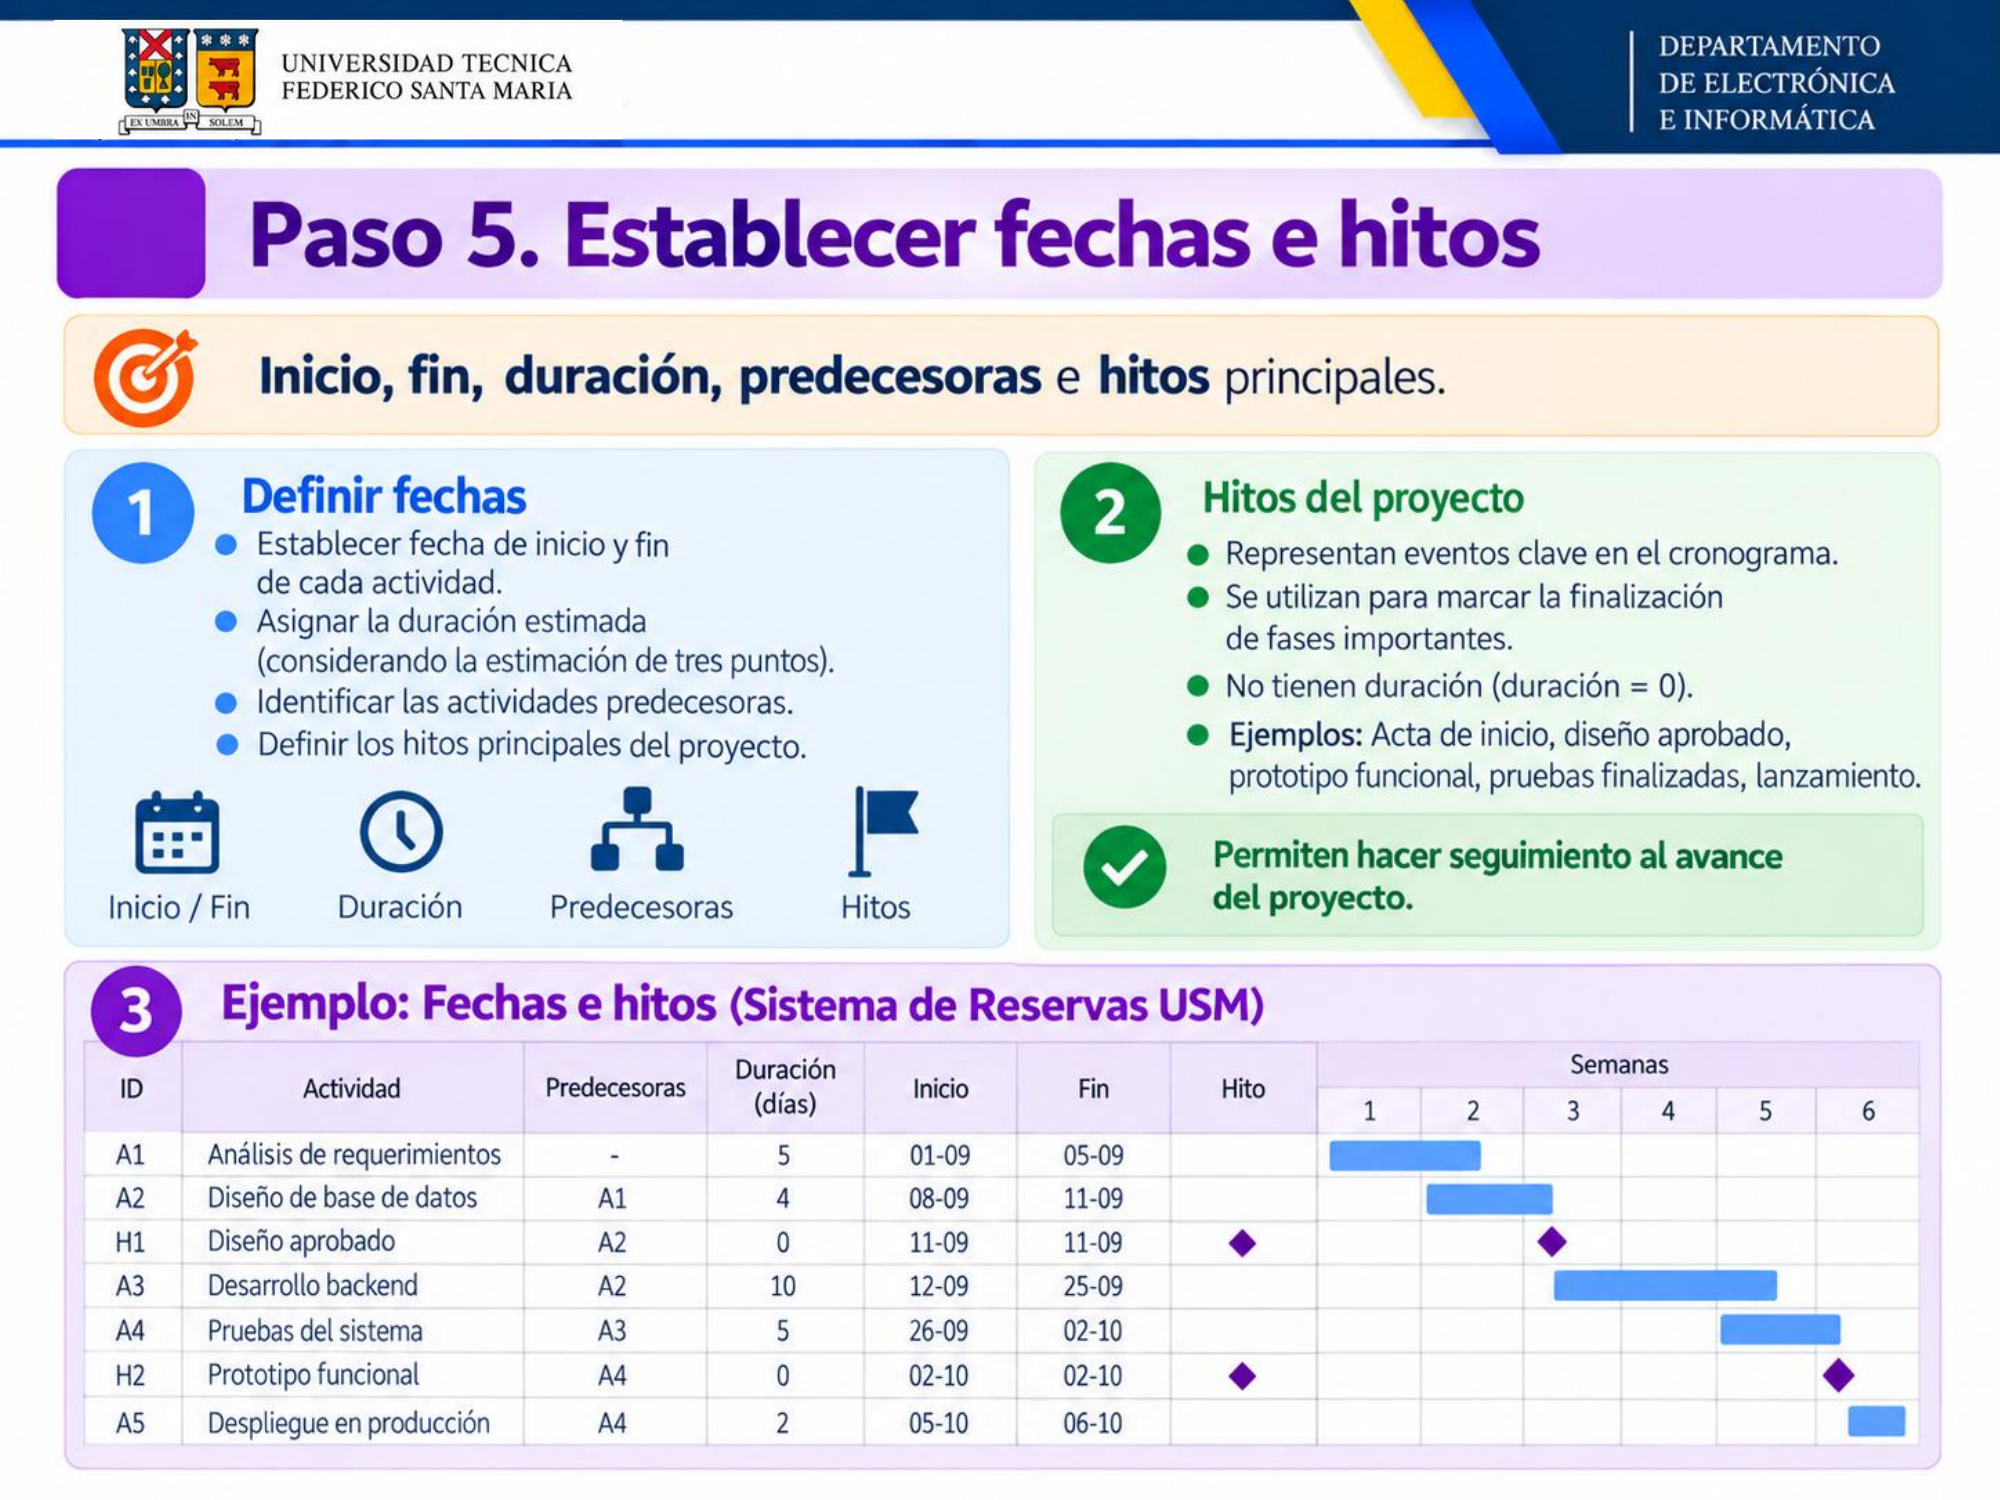 UNIVERSIDAD TECNICA
FEDERICO SANTA MARIA
EX UMBRA IN SOLEM
DEPARTAMENTO
DE ELECTRÓNICA
E INFORMÁTICA
Paso 5. Establecer fechas e hitos
Inicio, fin, duración, predecesoras e hitos principales.
1
Definir fechas
Establecer fecha de inicio y fin
de cada actividad.
Asignar la duración estimada
(considerando la estimación de tres puntos).
Identificar las actividades predecesoras.
Definir los hitos principales del proyecto.
Inicio / Fin
Duración
Predecesoras
Hitos
2
Hitos del proyecto
Representan eventos clave en el cronograma.
Se utilizan para marcar la finalización
de fases importantes.
No tienen duración (duración = 0).
Ejemplos: Acta de inicio, diseño aprobado,
prototipo funcional, pruebas finalizadas, lanzamiento.
Permiten hacer seguimiento al avance
del proyecto.
3
Ejemplo: Fechas e hitos (Sistema de Reservas USM)
ID Actividad Predecesoras Duración (días) Inicio Fin Hito Semanas
1 2 3 4 5 6
A1 Análisis de requerimientos - 5 01-09 05-09
A2 Diseño de base de datos A1 4 08-09 11-09
H1 Diseño aprobado A2 0 11-09 11-09
A3 Desarrollo backend A2 10 12-09 25-09
A4 Pruebas del sistema A3 5 26-09 02-10
H2 Prototipo funcional A4 0 02-10 02-10
A5 Despliegue en producción A4 2 05-10 06-10